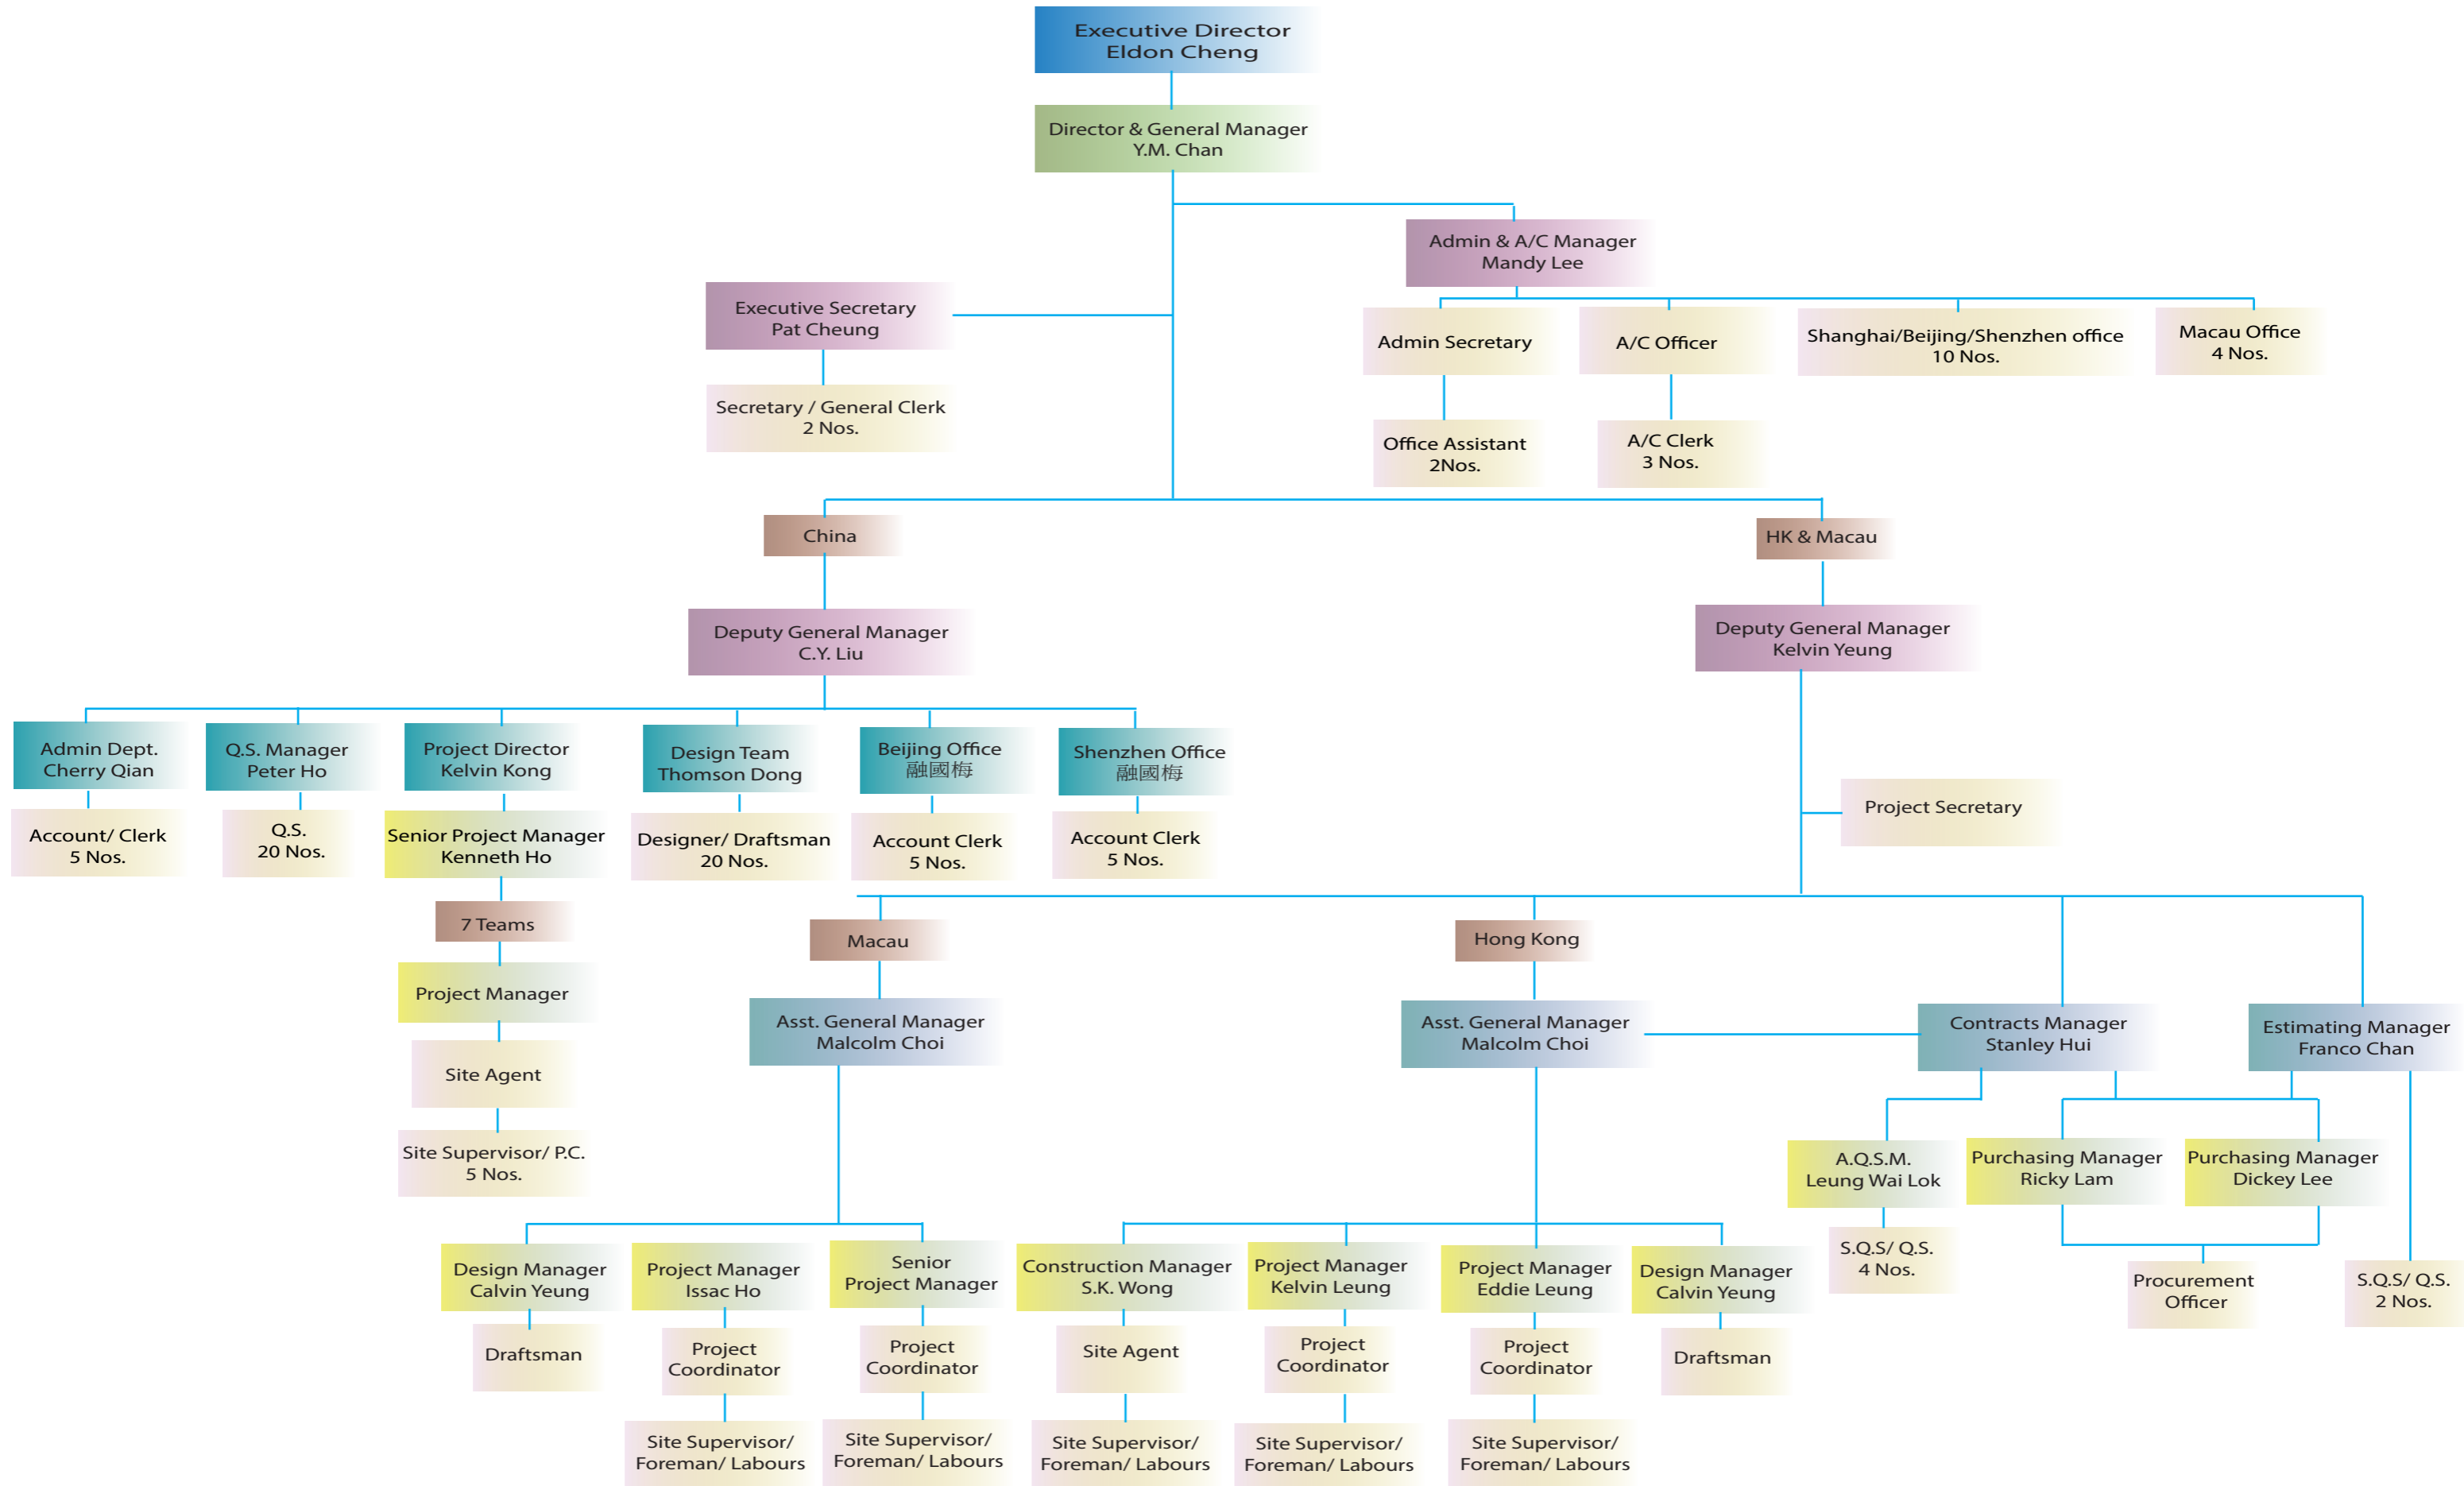 Executive Director
Eldon Cheng
Director & General Manager
Y.M. Chan
Admin & A/C Manager
Mandy Lee
Executive Secretary
Pat Cheung
Secretary / General Clerk
2 Nos.
Admin Secretary
A/C Officer
Shanghai/Beijing/Shenzhen office
10 Nos.
Macau Office
4 Nos.
Office Assistant
2Nos.
A/C Clerk
3 Nos.
China
HK & Macau
Deputy General Manager
C.Y. Liu
Deputy General Manager
Kelvin Yeung
Admin Dept.
Cherry Qian
Q.S. Manager
Peter Ho
Project Director
Kelvin Kong
Design Team
Thomson Dong
Beijing Office
融國梅
Shenzhen Office
融國梅
Project Secretary
Account/ Clerk
5 Nos.
Q.S.
20 Nos.
Senior Project Manager
Kenneth Ho
Designer/ Draftsman
20 Nos.
Account Clerk
5 Nos.
Account Clerk
5 Nos.
7 Teams
Project Manager
Site Agent
Site Supervisor/ P.C.
5 Nos.
Macau
Hong Kong
Asst. General Manager
Malcolm Choi
Asst. General Manager
Malcolm Choi
Contracts Manager
Stanley Hui
Estimating Manager
Franco Chan
A.Q.S.M.
Leung Wai Lok
Purchasing Manager
Ricky Lam
Purchasing Manager
Dickey Lee
Design Manager
Calvin Yeung
Project Manager
Issac Ho
Senior
Project Manager
Construction Manager
S.K. Wong
Project Manager
Kelvin Leung
Project Manager
Eddie Leung
Design Manager
Calvin Yeung
S.Q.S/ Q.S.
4 Nos.
Procurement
Officer
S.Q.S/ Q.S.
2 Nos.
Draftsman
Project
Coordinator
Project
Coordinator
Site Agent
Project
Coordinator
Project
Coordinator
Draftsman
Site Supervisor/
Foreman/ Labours
Site Supervisor/
Foreman/ Labours
Site Supervisor/
Foreman/ Labours
Site Supervisor/
Foreman/ Labours
Site Supervisor/
Foreman/ Labours